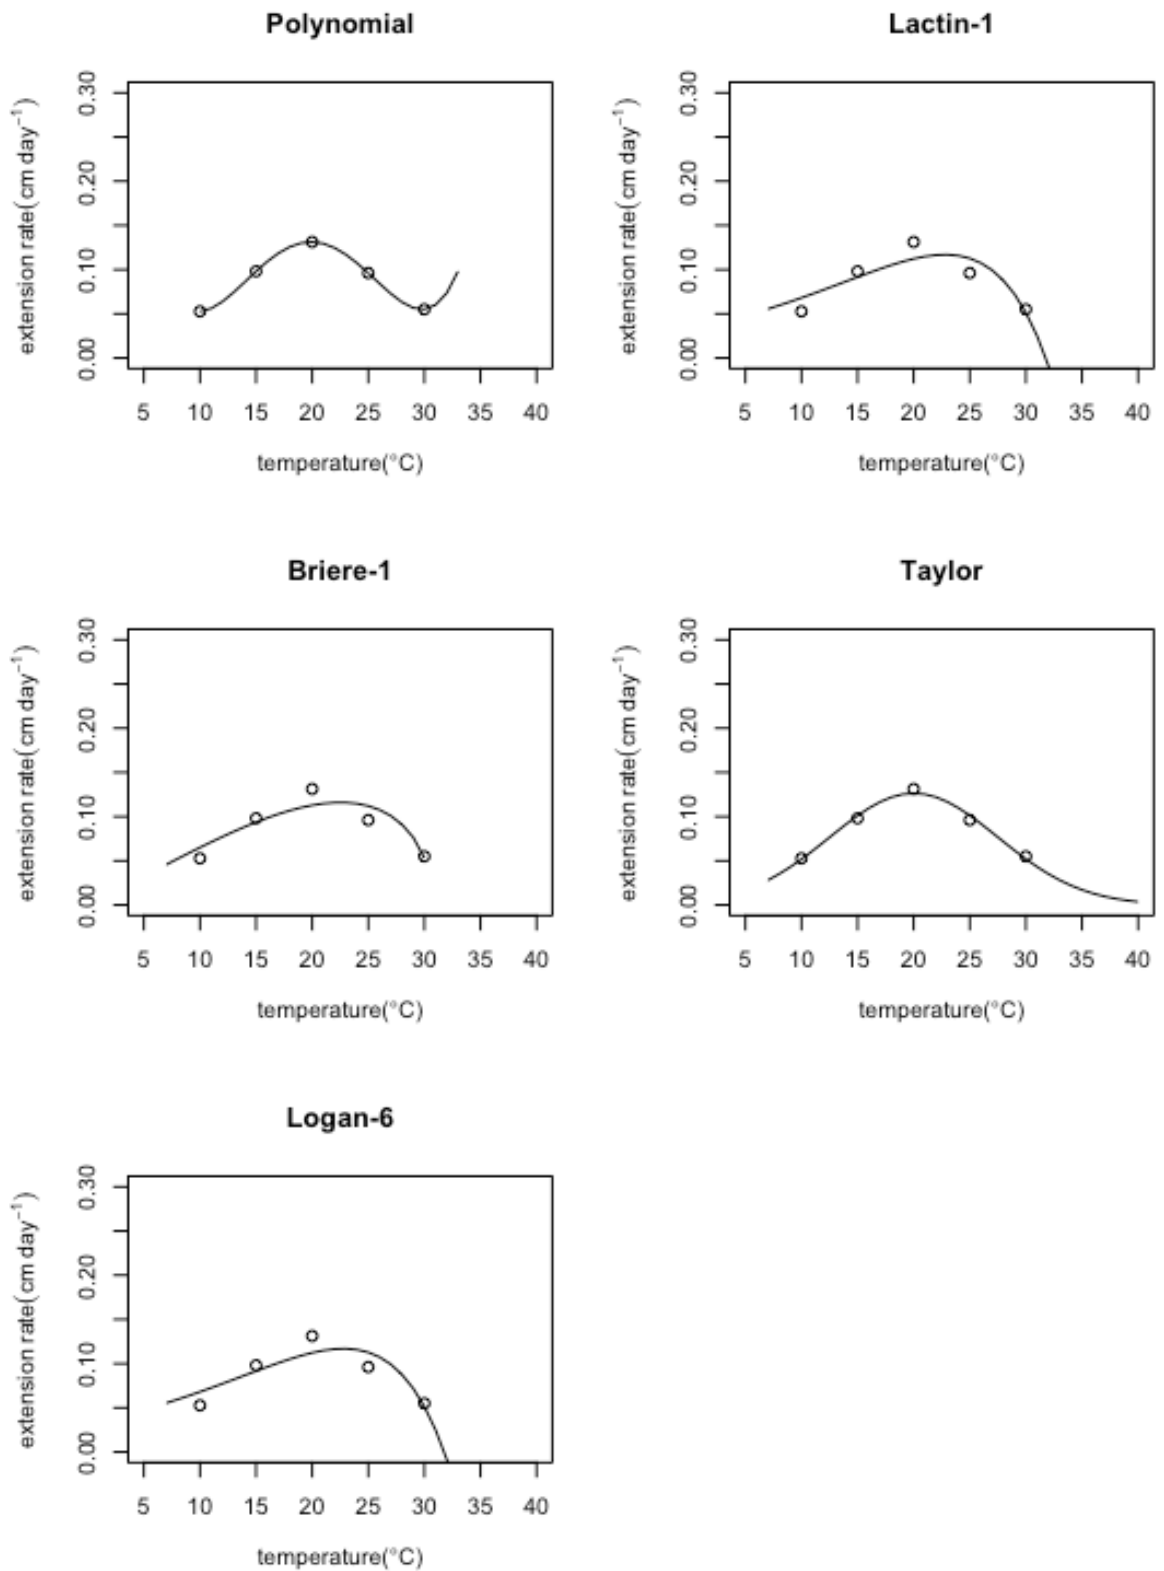 Polynomial
0.00 0.10 0.20 0.30
extension rate(cm day⁻¹)
5 10 15 20 25 30 35 40
temperature(°C)
Lactin-1
0.00 0.10 0.20 0.30
extension rate(cm day⁻¹)
5 10 15 20 25 30 35 40
temperature(°C)
Briere-1
0.00 0.10 0.20 0.30
extension rate(cm day⁻¹)
5 10 15 20 25 30 35 40
temperature(°C)
Taylor
0.00 0.10 0.20 0.30
extension rate(cm day⁻¹)
5 10 15 20 25 30 35 40
temperature(°C)
Logan-6
0.00 0.10 0.20 0.30
extension rate(cm day⁻¹)
5 10 15 20 25 30 35 40
temperature(°C)